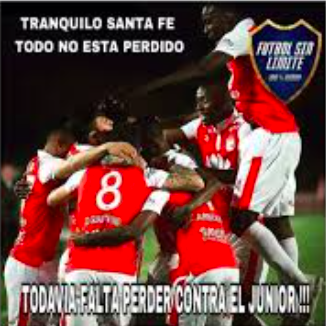 TRANQUILO SANTA FE
TODO NO ESTA PERDIDO
FUTBOL SIN
LIMITE
8
TODAVIA FALTA PERDER CONTRA EL JUNIOR !!!